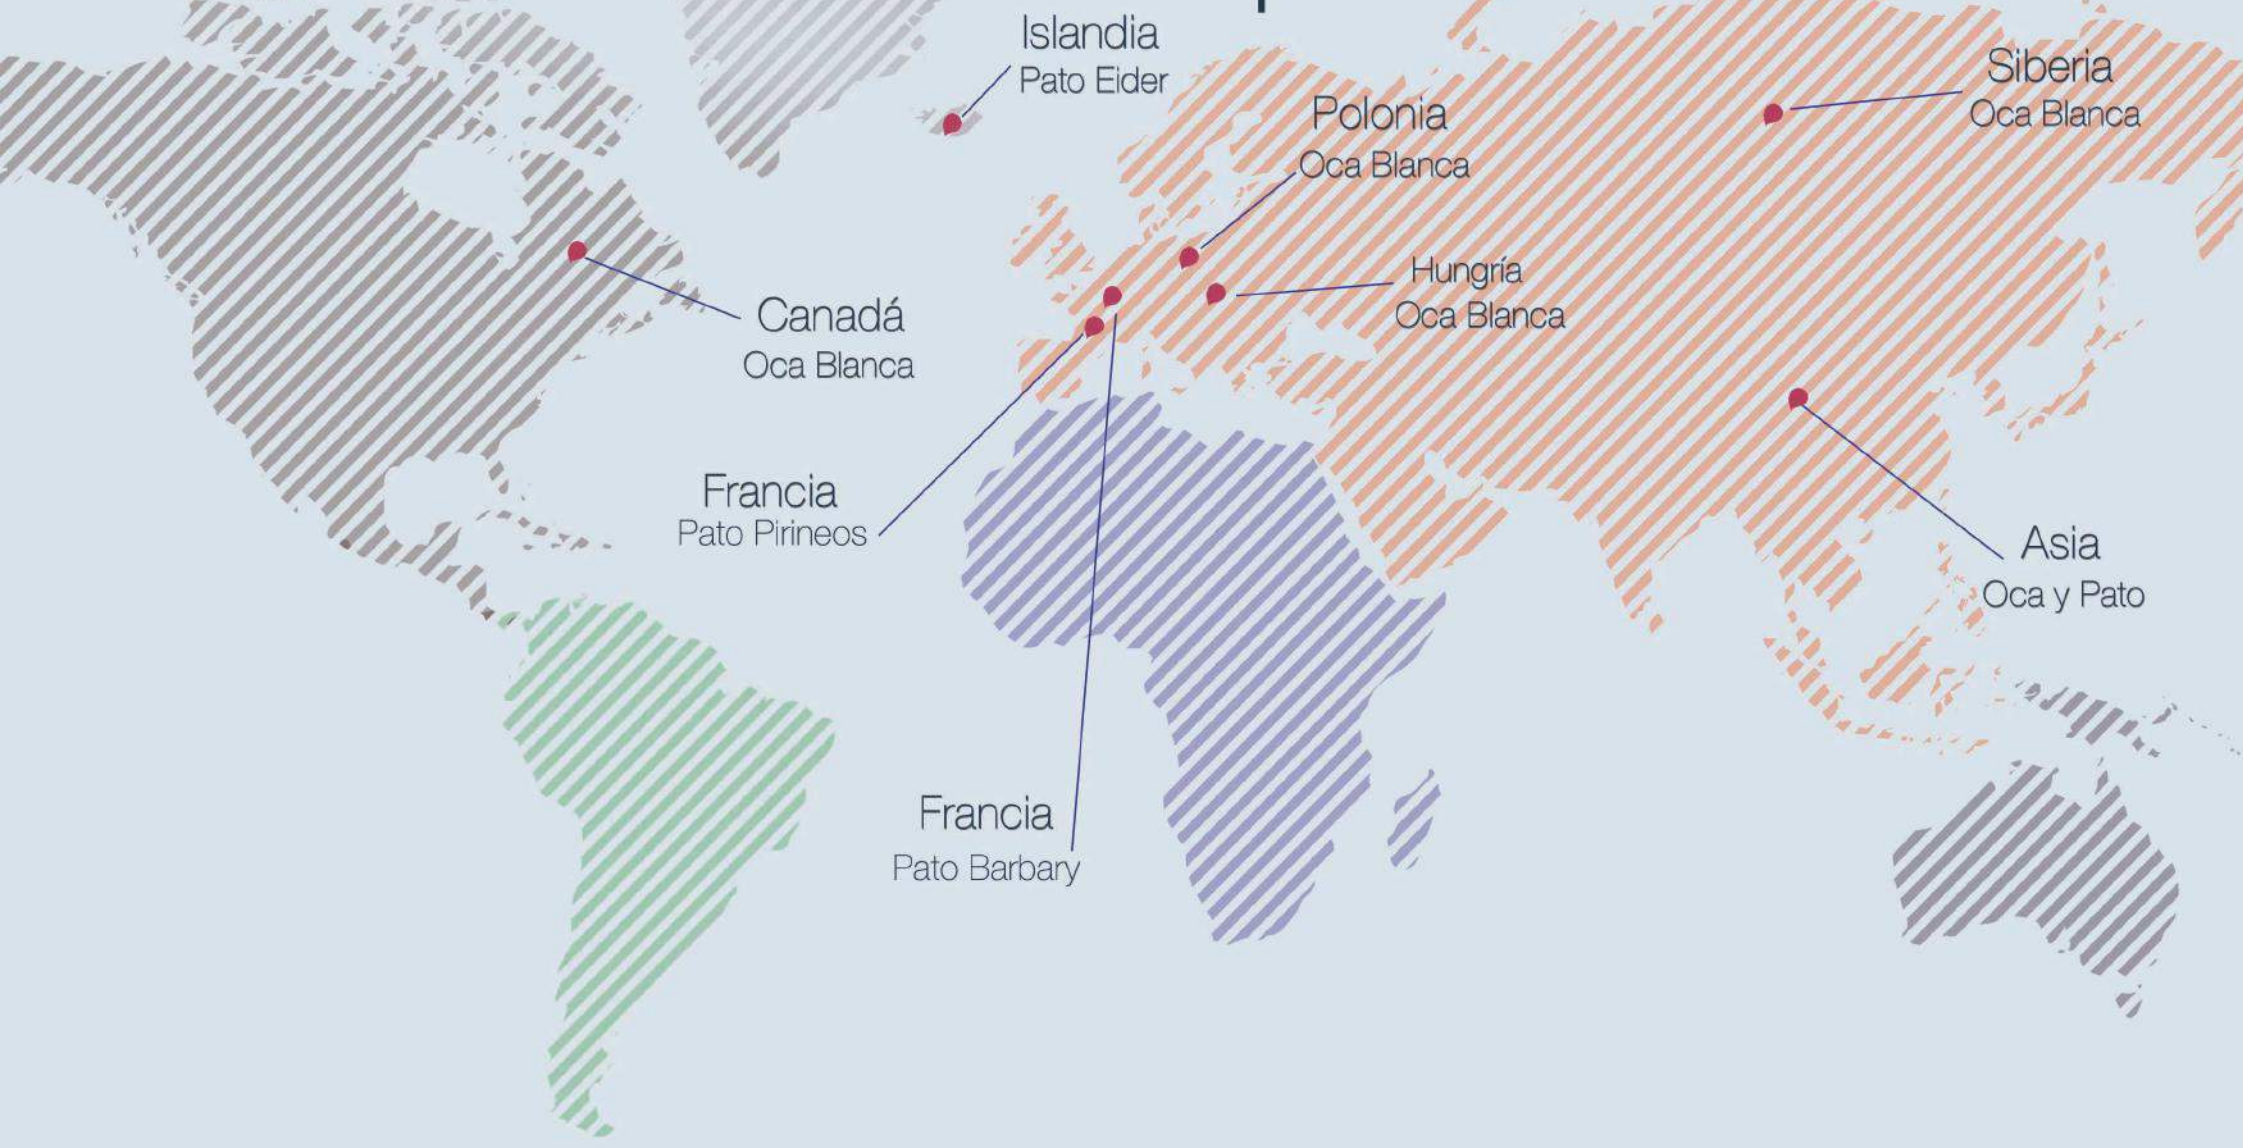 Islandia
Pato Eider
Siberia
Oca Blanca
Polonia
Oca Blanca
Hungría
Oca Blanca
Canadá
Oca Blanca
Francia
Pato Pirineos
Asia
Oca y Pato
Francia
Pato Barbary